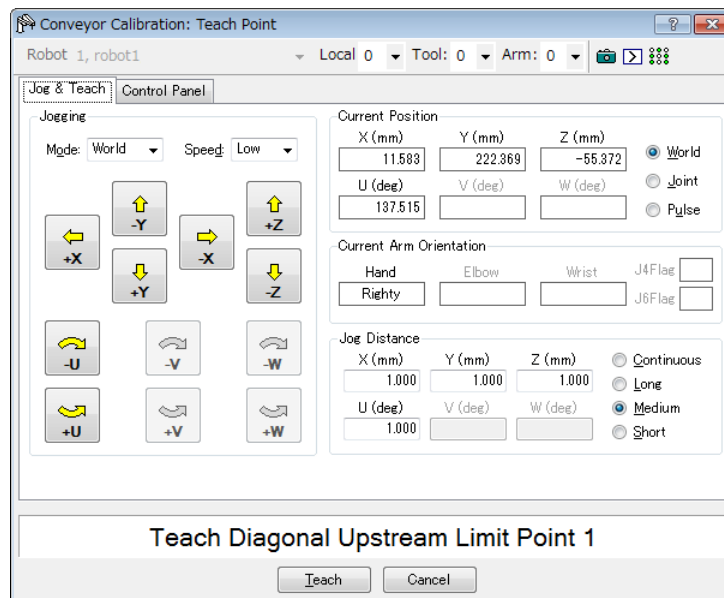 Conveyor Calibration: Teach Point
Robot 1, robot1 Local 0 Tool: 0 Arm: 0
Jog & Teach Control Panel
Jogging
Mode: World Speed: Low
-Y +Z
+X -X
+Y -Z
-U -V -W
+U +V +W
Current Position
X (mm) Y (mm) Z (mm)
11.583 222.369 -55.372
U (deg) V (deg) W (deg)
137.515
World
Joint
Pulse
Current Arm Orientation
Hand Elbow Wrist J4Flag
Righty J6Flag
Jog Distance
X (mm) Y (mm) Z (mm)
1.000 1.000 1.000
U (deg) V (deg) W (deg)
1.000
Continuous
Long
Medium
Short
Teach Diagonal Upstream Limit Point 1
Teach Cancel